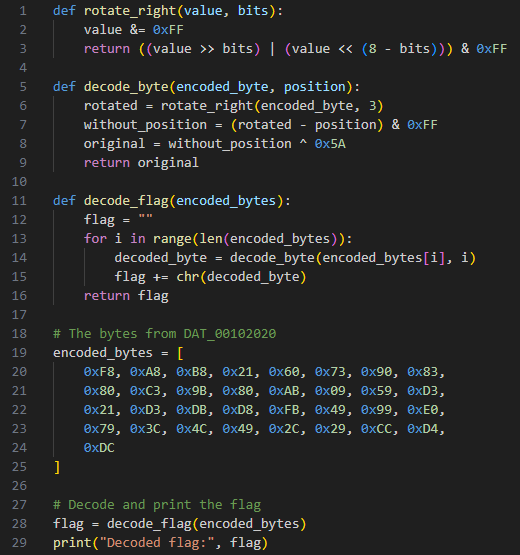 1 def rotate_right(value, bits):
2     value &= 0xFF
3     return ((value >> bits) | (value << (8 - bits))) & 0xFF
4
5 def decode_byte(encoded_byte, position):
6     rotated = rotate_right(encoded_byte, 3)
7     without_position = (rotated - position) & 0xFF
8     original = without_position ^ 0x5A
9     return original
10
11 def decode_flag(encoded_bytes):
12     flag = ""
13     for i in range(len(encoded_bytes)):
14         decoded_byte = decode_byte(encoded_bytes[i], i)
15         flag += chr(decoded_byte)
16     return flag
17
18 # The bytes from DAT_00102020
19 encoded_bytes = [
20     0xF8, 0xA8, 0xB8, 0x21, 0x60, 0x73, 0x90, 0x83,
21     0x80, 0xC3, 0x9B, 0x80, 0xAB, 0x09, 0x59, 0xD3,
22     0x21, 0xD3, 0xDB, 0xD8, 0xFB, 0x49, 0x99, 0xE0,
23     0x79, 0x3C, 0x4C, 0x49, 0x2C, 0x29, 0xCC, 0xD4,
24     0xDC
25 ]
26
27 # Decode and print the flag
28 flag = decode_flag(encoded_bytes)
29 print("Decoded flag:", flag)